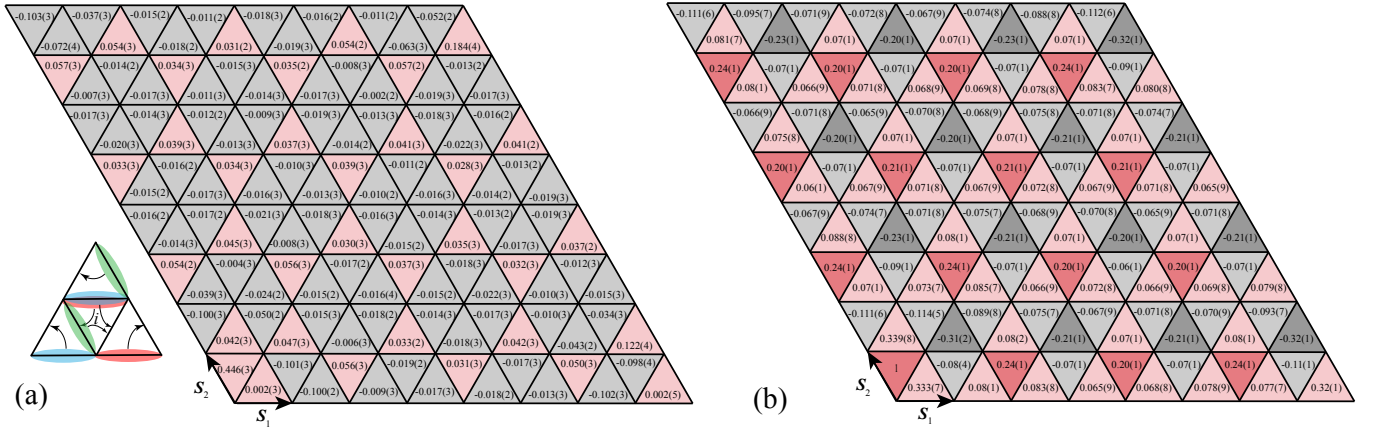 -0.103(3) -0.037(3) -0.015(2) -0.011(2) -0.018(3) -0.016(2) -0.011(2) -0.052(2)
-0.072(4) 0.054(3) -0.018(2) 0.031(2) -0.019(3) 0.054(2) -0.063(3) 0.184(4)
0.057(3) -0.014(2) 0.034(3) -0.015(3) 0.035(2) -0.008(3) 0.057(2) -0.013(2)
-0.007(3) -0.017(3) -0.011(3) -0.014(3) -0.017(3) -0.002(2) -0.019(3) -0.017(3)
-0.017(3) -0.014(3) -0.012(2) -0.009(3) -0.019(3) -0.013(3) -0.018(3) -0.016(2)
-0.020(3) 0.039(3) -0.013(3) 0.037(3) -0.014(2) 0.041(3) -0.022(3) 0.041(2)
0.033(3) -0.016(2) 0.034(3) -0.010(3) 0.039(3) -0.011(2) 0.028(3) -0.013(2)
-0.015(2) -0.017(3) -0.016(3) -0.013(3) -0.010(2) -0.016(3) -0.014(2) -0.019(3)
-0.016(2) -0.017(2) -0.021(3) -0.018(3) -0.016(3) -0.014(3) -0.013(2) -0.019(3)
-0.014(3) 0.045(3) -0.008(3) 0.030(3) -0.015(2) 0.035(3) -0.017(3) 0.037(2)
0.054(2) -0.004(3) 0.056(3) -0.017(2) 0.037(3) -0.018(3) 0.032(3) -0.012(3)
-0.039(3) -0.024(2) -0.015(2) -0.016(4) -0.015(2) -0.022(3) -0.010(3) -0.015(3)
-0.100(3) -0.050(2) -0.015(3) -0.018(2) -0.014(3) -0.017(3) -0.010(3) -0.034(3)
0.042(3) 0.047(3) -0.006(3) 0.033(2) -0.018(3) 0.042(3) -0.043(2) 0.122(4)
-0.446(3) -0.101(3) 0.056(3) -0.019(2) 0.031(3) -0.017(3) 0.050(3) -0.098(4)
0.002(3) -0.100(2) -0.009(3) -0.017(3) -0.018(2) -0.013(3) -0.102(3) 0.002(5)
i
s2
s1
(a)
-0.111(6) -0.095(7) -0.071(9) -0.072(8) -0.067(9) -0.074(8) -0.088(8) -0.112(6)
0.081(7) -0.23(1) 0.07(1) -0.20(1) 0.07(1) -0.23(1) 0.07(1) -0.32(1)
0.24(1) -0.07(1) 0.20(1) -0.07(1) 0.20(1) -0.07(1) 0.24(1) -0.09(1)
0.08(1) 0.066(9) 0.071(8) 0.068(9) 0.069(8) 0.078(8) 0.083(7) 0.080(8)
-0.066(9) -0.071(8) -0.065(9) -0.070(8) -0.068(9) -0.075(8) -0.071(8) -0.074(7)
0.075(8) -0.20(1) 0.07(1) -0.20(1) 0.07(1) -0.21(1) 0.07(1) -0.21(1)
0.20(1) -0.07(1) 0.21(1) -0.07(1) 0.21(1) -0.07(1) 0.21(1) -0.07(1)
0.06(1) 0.067(9) 0.071(8) 0.067(9) 0.072(8) 0.067(9) 0.071(8) 0.065(9)
-0.067(9) -0.074(7) -0.071(8) -0.075(7) -0.068(9) -0.070(8) -0.065(9) -0.071(8)
0.088(8) -0.23(1) 0.08(1) -0.21(1) 0.07(1) -0.20(1) 0.07(1) -0.21(1)
0.24(1) -0.09(1) 0.24(1) -0.07(1) 0.20(1) -0.06(1) 0.20(1) -0.07(1)
0.07(1) 0.073(7) 0.085(7) 0.066(9) 0.072(8) 0.066(9) 0.069(8) 0.079(8)
-0.111(6) -0.114(5) -0.089(8) -0.075(7) -0.067(9) -0.071(8) -0.070(9) -0.093(7)
0.339(8) -0.31(2) 0.08(2) -0.21(1) 0.07(1) -0.21(1) 0.08(1) -0.32(1)
1 -0.08(4) 0.24(1) -0.07(1) 0.20(1) -0.07(1) 0.24(1) -0.11(1)
0.333(7) 0.08(1) 0.083(8) 0.065(9) 0.068(8) 0.078(9) 0.077(7) 0.32(1)
s2
s1
(b)